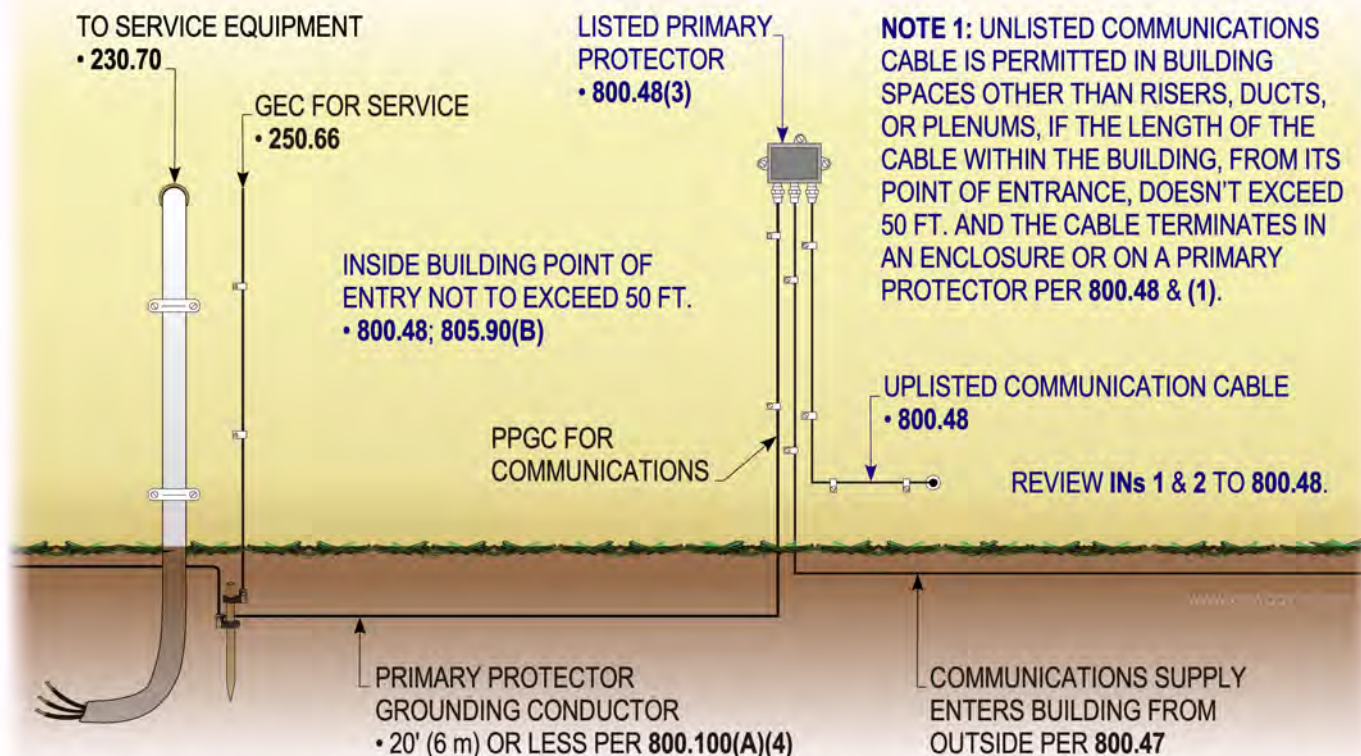 TO SERVICE EQUIPMENT
• 230.70
GEC FOR SERVICE
• 250.66
LISTED PRIMARY
PROTECTOR
• 800.48(3)
NOTE 1: UNLISTED COMMUNICATIONS
CABLE IS PERMITTED IN BUILDING
SPACES OTHER THAN RISERS, DUCTS,
OR PLENUMS, IF THE LENGTH OF THE
CABLE WITHIN THE BUILDING, FROM ITS
POINT OF ENTRANCE, DOESN'T EXCEED
50 FT. AND THE CABLE TERMINATES IN
AN ENCLOSURE OR ON A PRIMARY
PROTECTOR PER 800.48 & (1).
INSIDE BUILDING POINT OF
ENTRY NOT TO EXCEED 50 FT.
• 800.48; 805.90(B)
UPLISTED COMMUNICATION CABLE
• 800.48
PPGC FOR
COMMUNICATIONS
REVIEW INs 1 & 2 TO 800.48.
PRIMARY PROTECTOR
GROUNDING CONDUCTOR
• 20' (6 m) OR LESS PER 800.100(A)(4)
COMMUNICATIONS SUPPLY
ENTERS BUILDING FROM
OUTSIDE PER 800.47